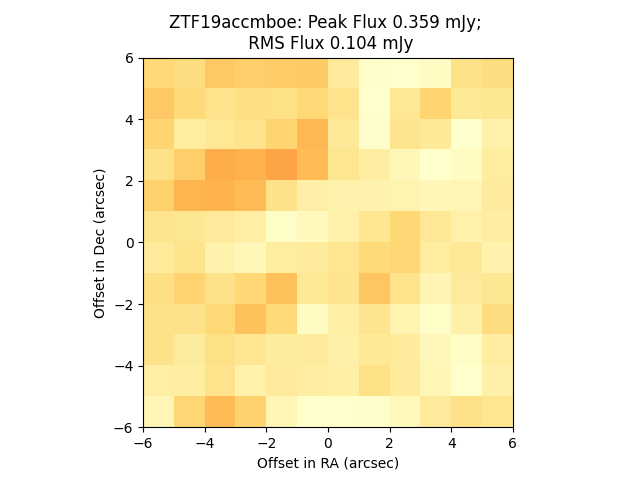 ZTF19accmboe: Peak Flux 0.359 mJy;
RMS Flux 0.104 mJy
6
4
2
0
−2
−4
−6
Offset in Dec (arcsec)
−6 −4 −2 0 2 4 6
Offset in RA (arcsec)